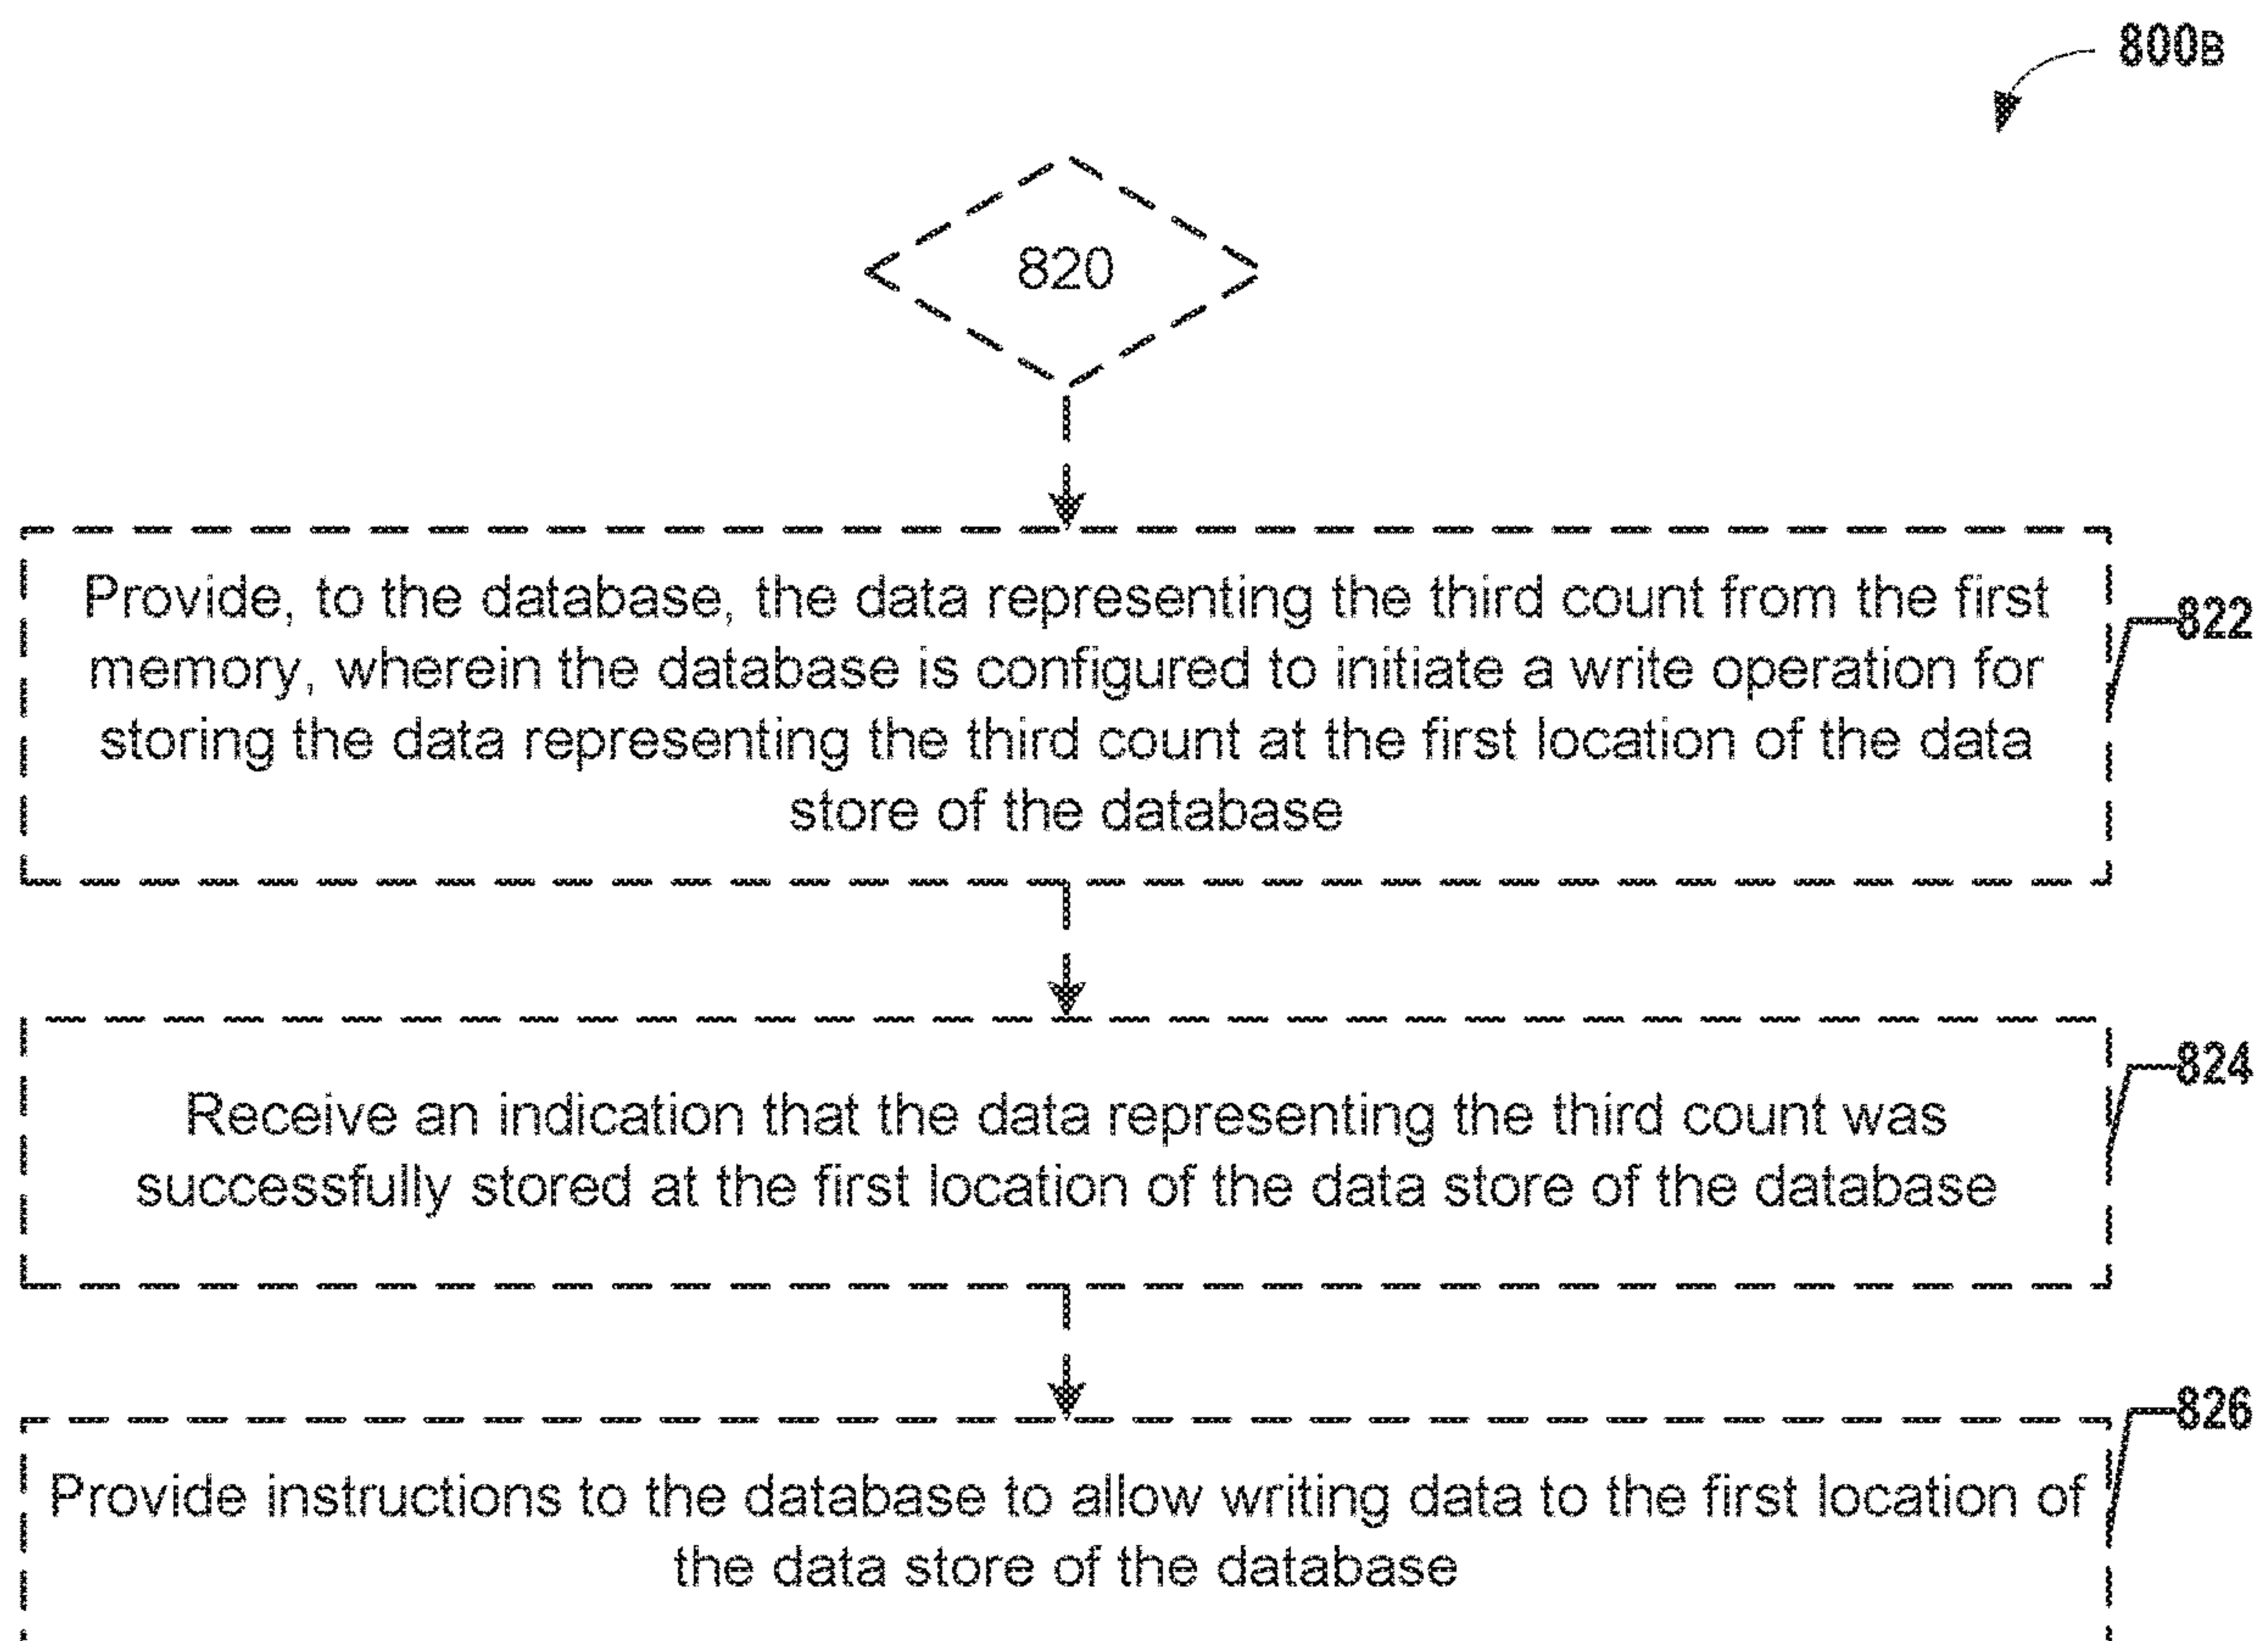 800B
820
Provide, to the database, the data representing the third count from the first
memory, wherein the database is configured to initiate a write operation for
storing the data representing the third count at the first location of the data
store of the database
822
Receive an indication that the data representing the third count was
successfully stored at the first location of the data store of the database
824
Provide instructions to the database to allow writing data to the first location of
the data store of the database
826